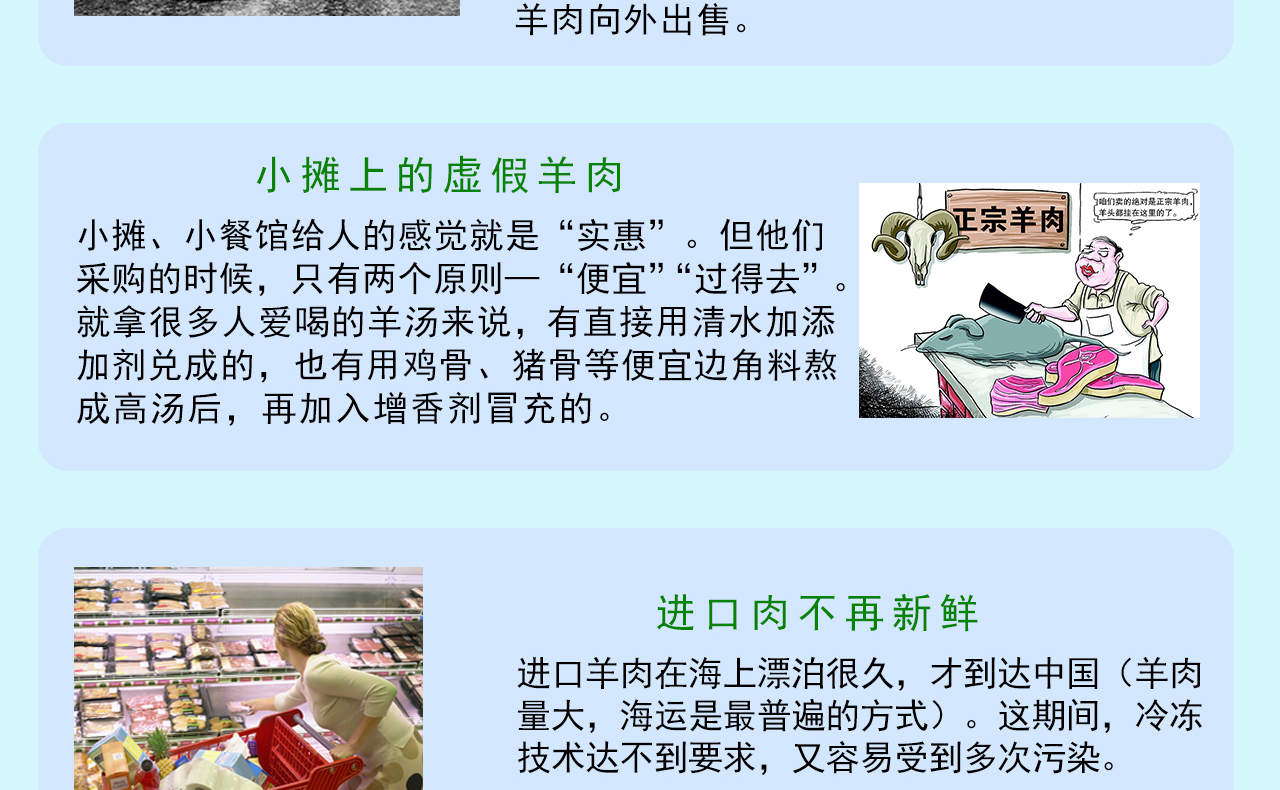 羊肉向外出售。
小摊上的虚假羊肉
小摊、小餐馆给人的感觉就是“实�”。但他们
采购的时候，只有两个原则—“便宜”“过得去”。
就拿很多人爱喝的羊汤来说，有直接用清水加添
加剂兑成的，也有用鸡骨、猪骨等便宜边角料熬
成高汤后，再加入增香剂冒充的。
正宗羊肉
咱们卖的绝对是正宗羊肉，
羊头都挂在这里的了。
进口肉不再新鲜
进口羊肉在海上漂泊很久，才到达中国（羊肉
量大，海运是最普遍的方式）。这期间，冷冻
技术达不到要求，又容易受到多次污染。